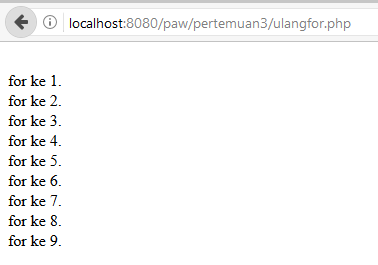 localhost:8080/paw/pertemuan3/ulangfor.php
for ke 1.
for ke 2.
for ke 3.
for ke 4.
for ke 5.
for ke 6.
for ke 7.
for ke 8.
for ke 9.